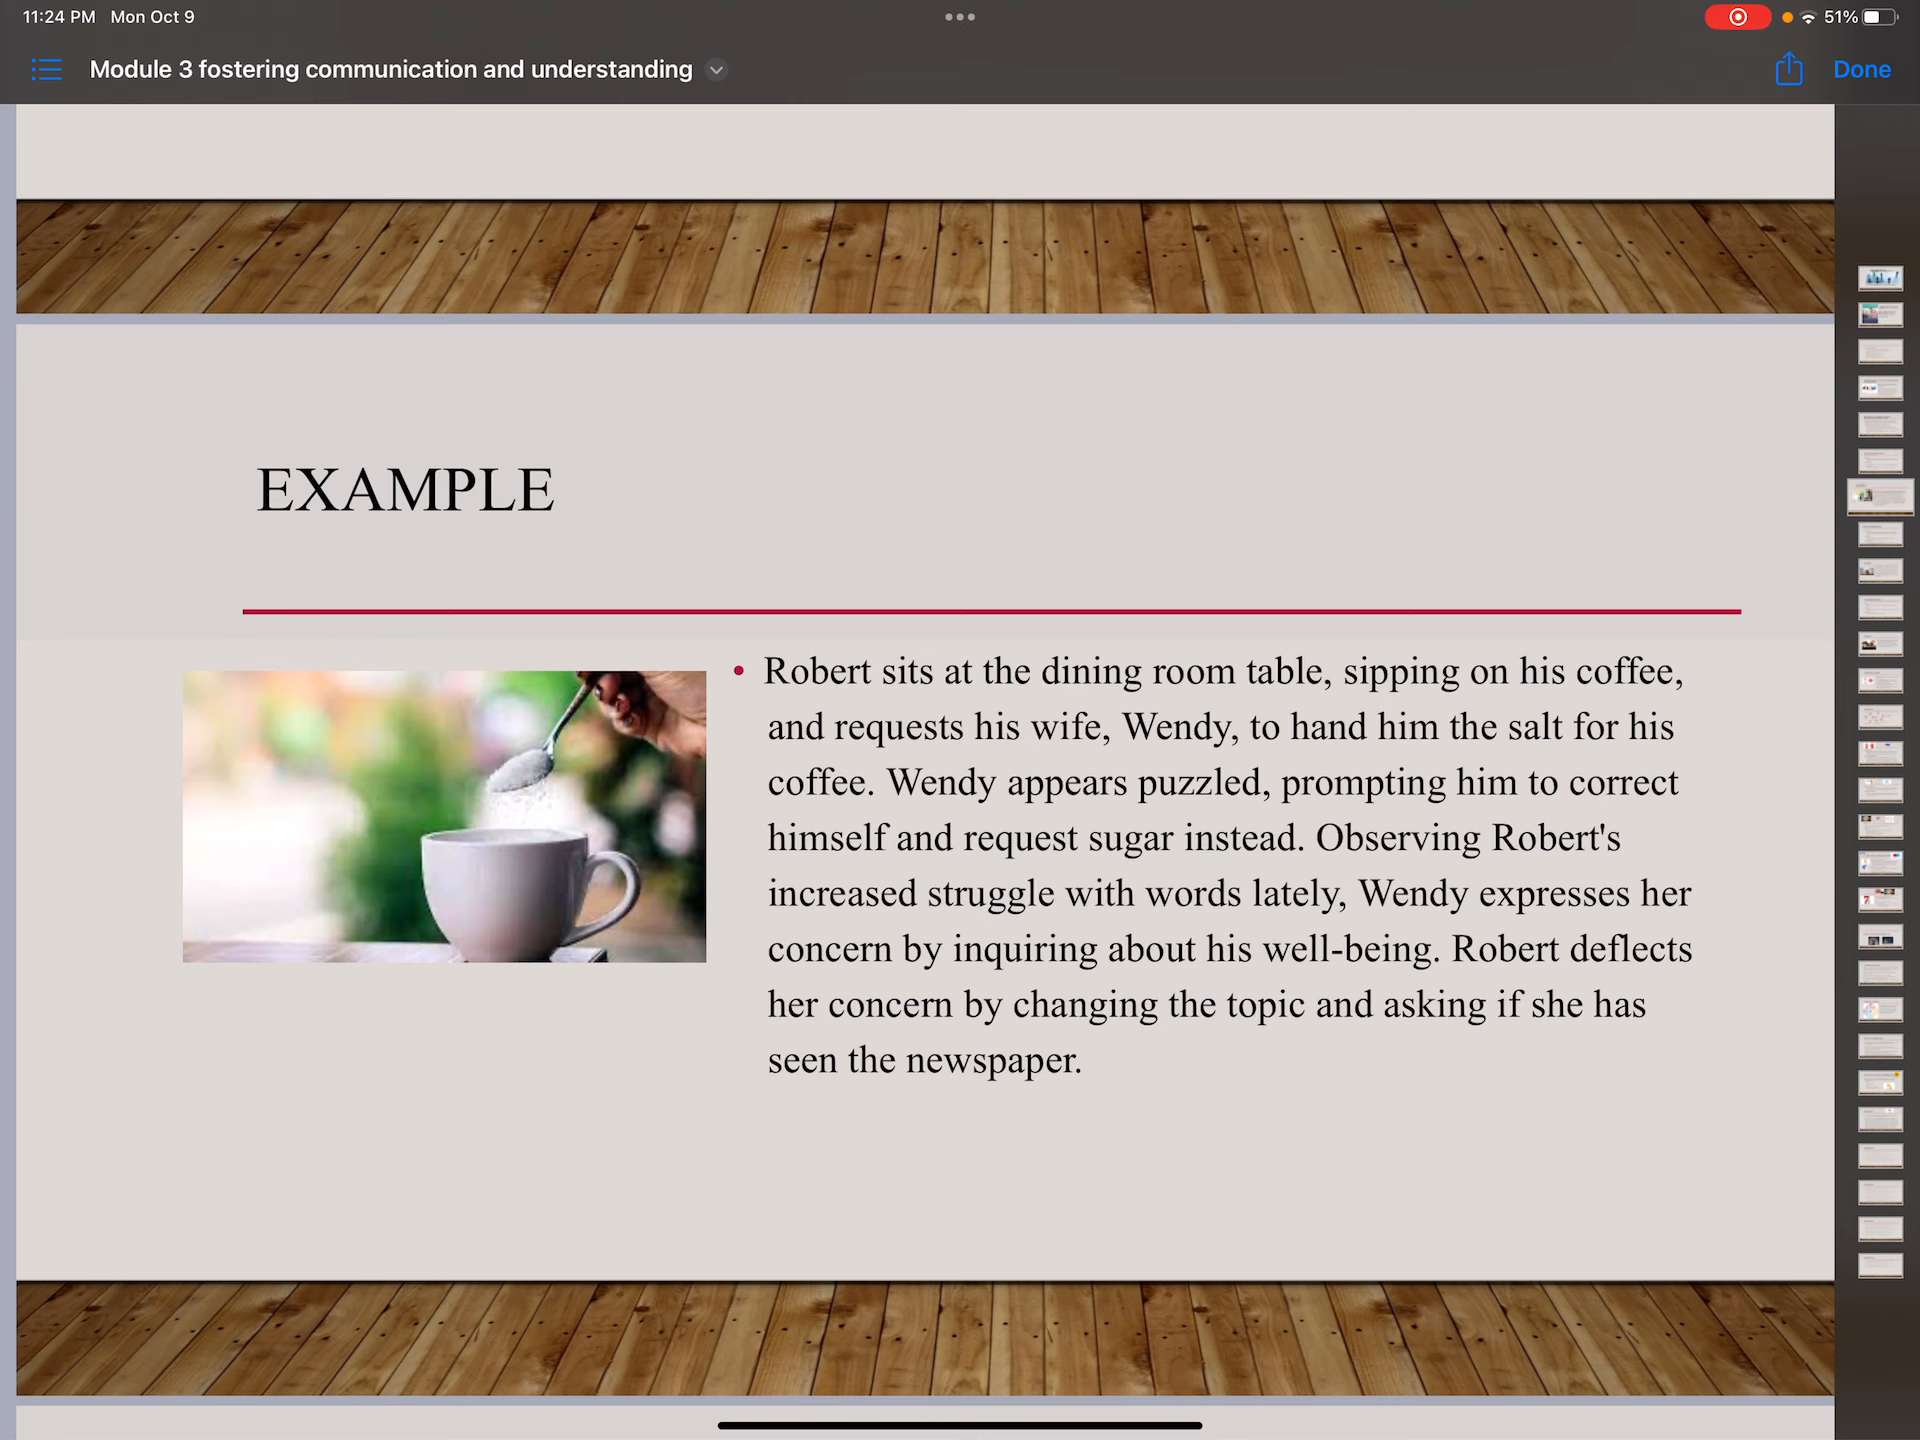 11:24 PM Mon Oct 9
51%
Module 3 fostering communication and understanding
Done
EXAMPLE
• Robert sits at the dining room table, sipping on his coffee,
and requests his wife, Wendy, to hand him the salt for his
coffee. Wendy appears puzzled, prompting him to correct
himself and request sugar instead. Observing Robert's
increased struggle with words lately, Wendy expresses her
concern by inquiring about his well-being. Robert deflects
her concern by changing the topic and asking if she has
seen the newspaper.